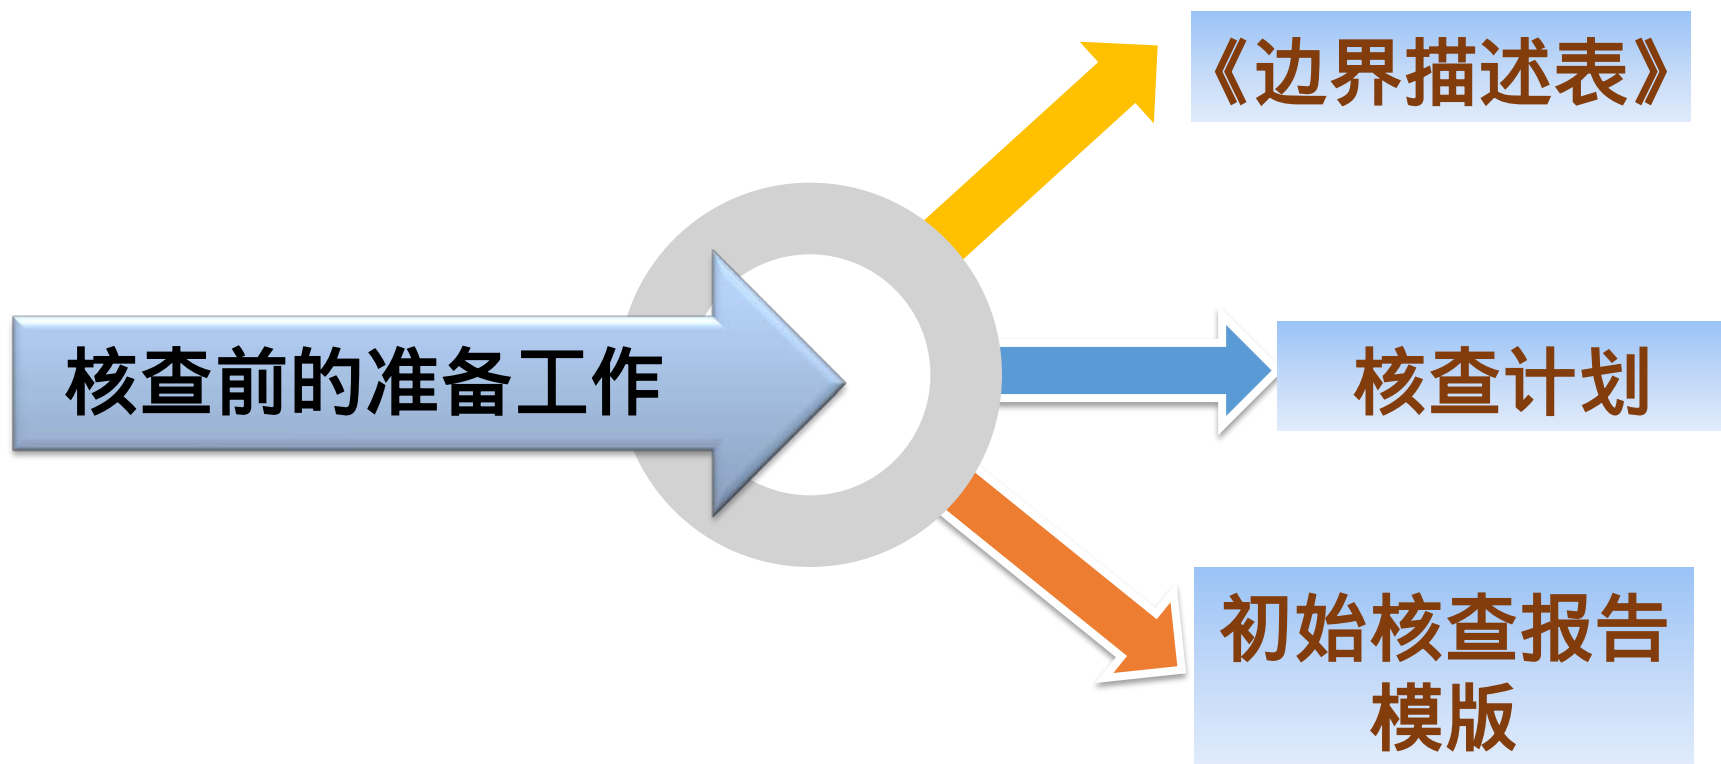 《边界描述表》
核查前的准备工作
核查计划
初始核查报告
模版